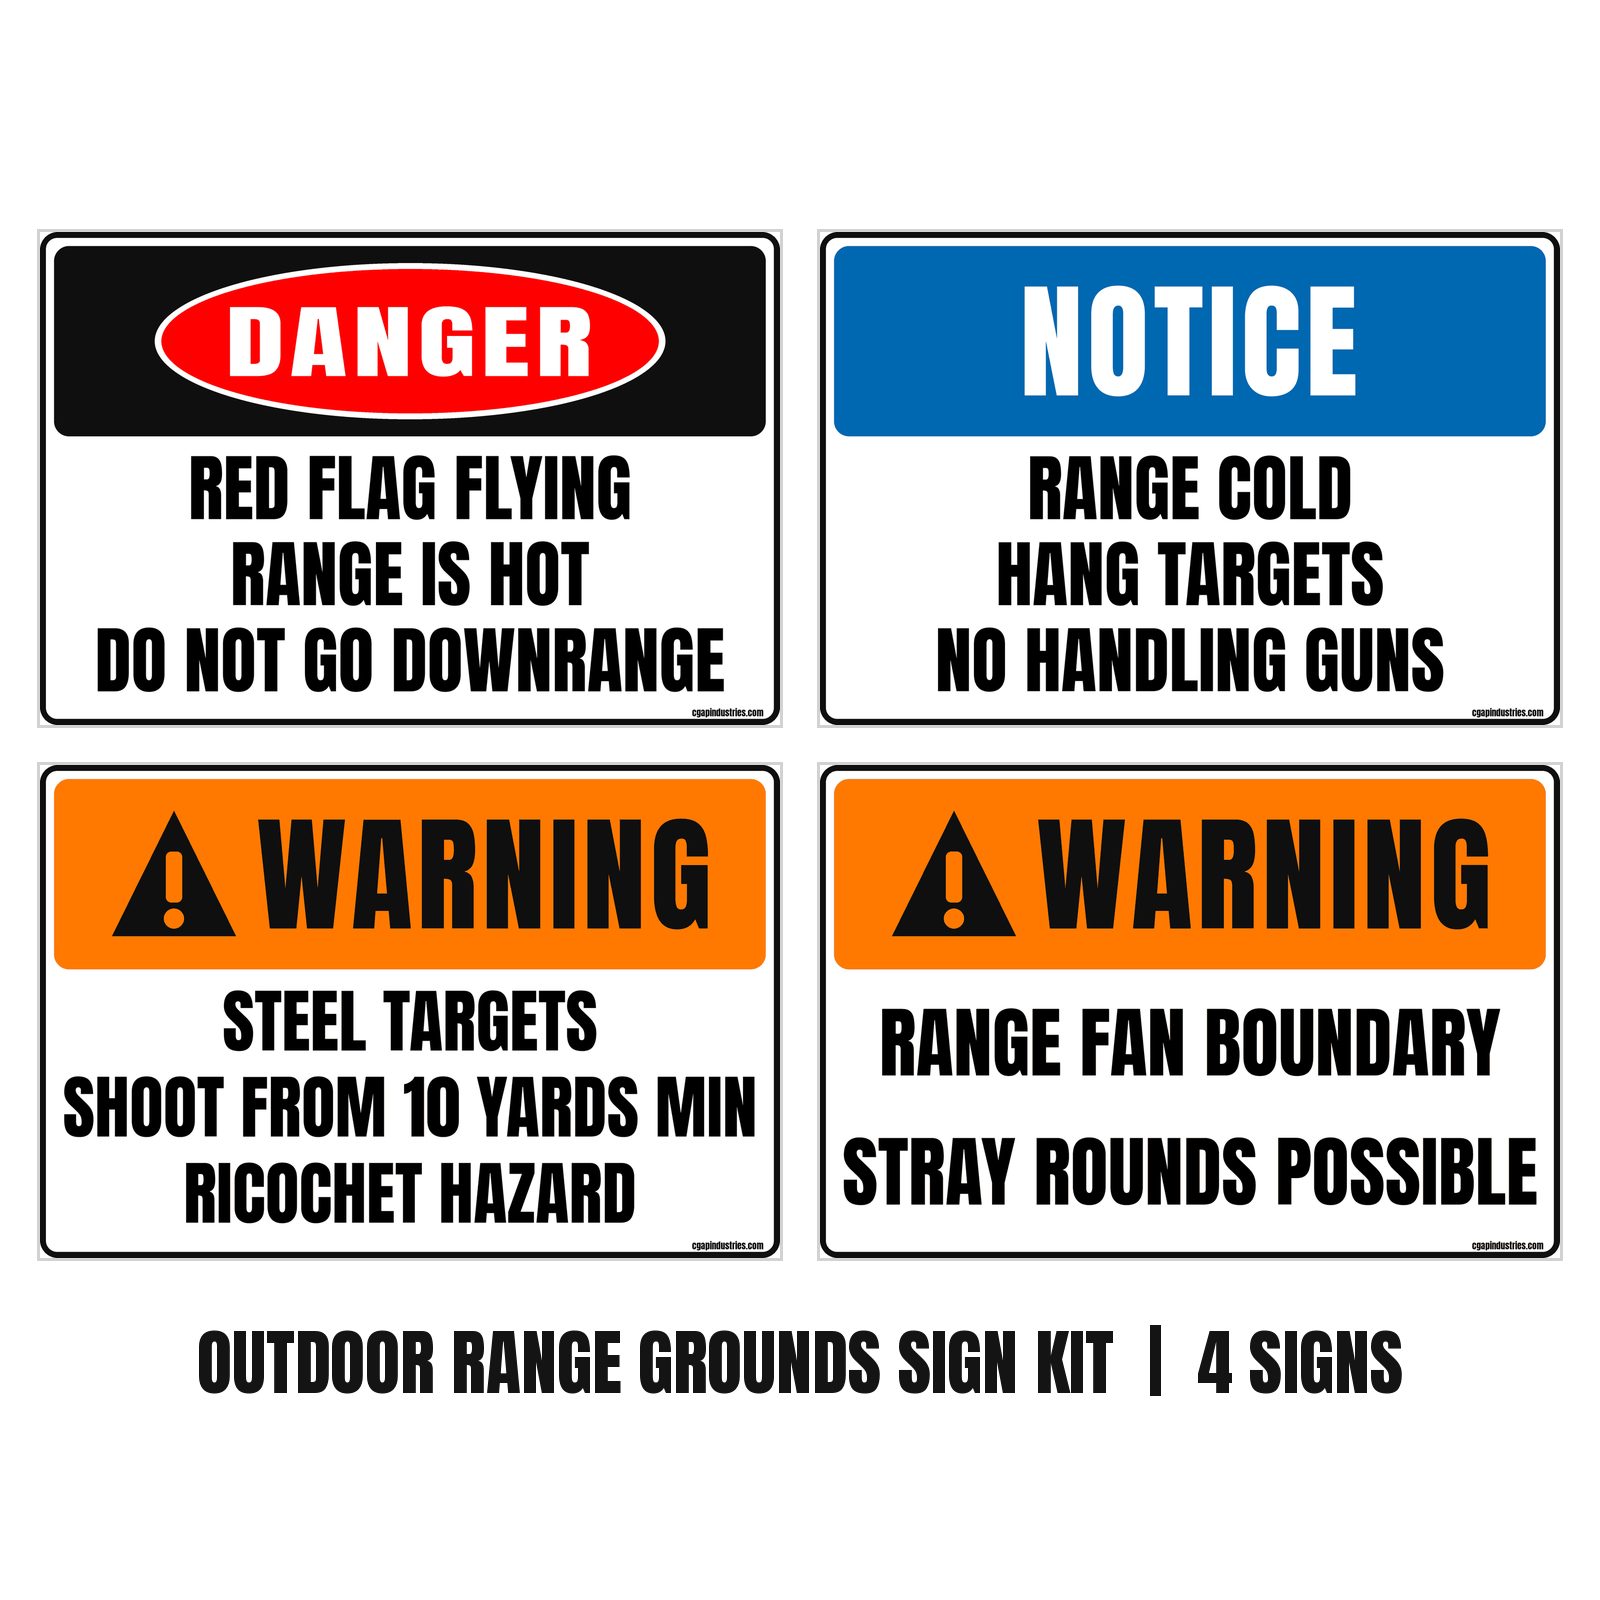 DANGER
RED FLAG FLYING
RANGE IS HOT
DO NOT GO DOWNRANGE
cgapindustries.com
NOTICE
RANGE COLD
HANG TARGETS
NO HANDLING GUNS
cgapindustries.com
WARNING
STEEL TARGETS
SHOOT FROM 10 YARDS MIN
RICOCHET HAZARD
cgapindustries.com
WARNING
RANGE FAN BOUNDARY
STRAY ROUNDS POSSIBLE
cgapindustries.com
OUTDOOR RANGE GROUNDS SIGN KIT | 4 SIGNS